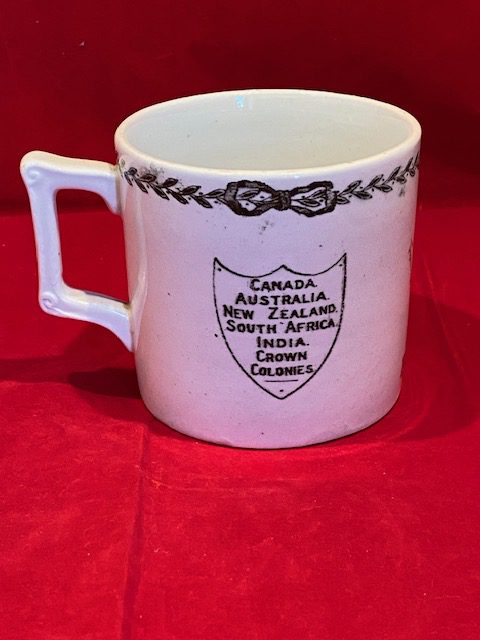 CANADA.
AUSTRALIA.
NEW ZEALAND.
SOUTH AFRICA.
INDIA.
CROWN
COLONIES